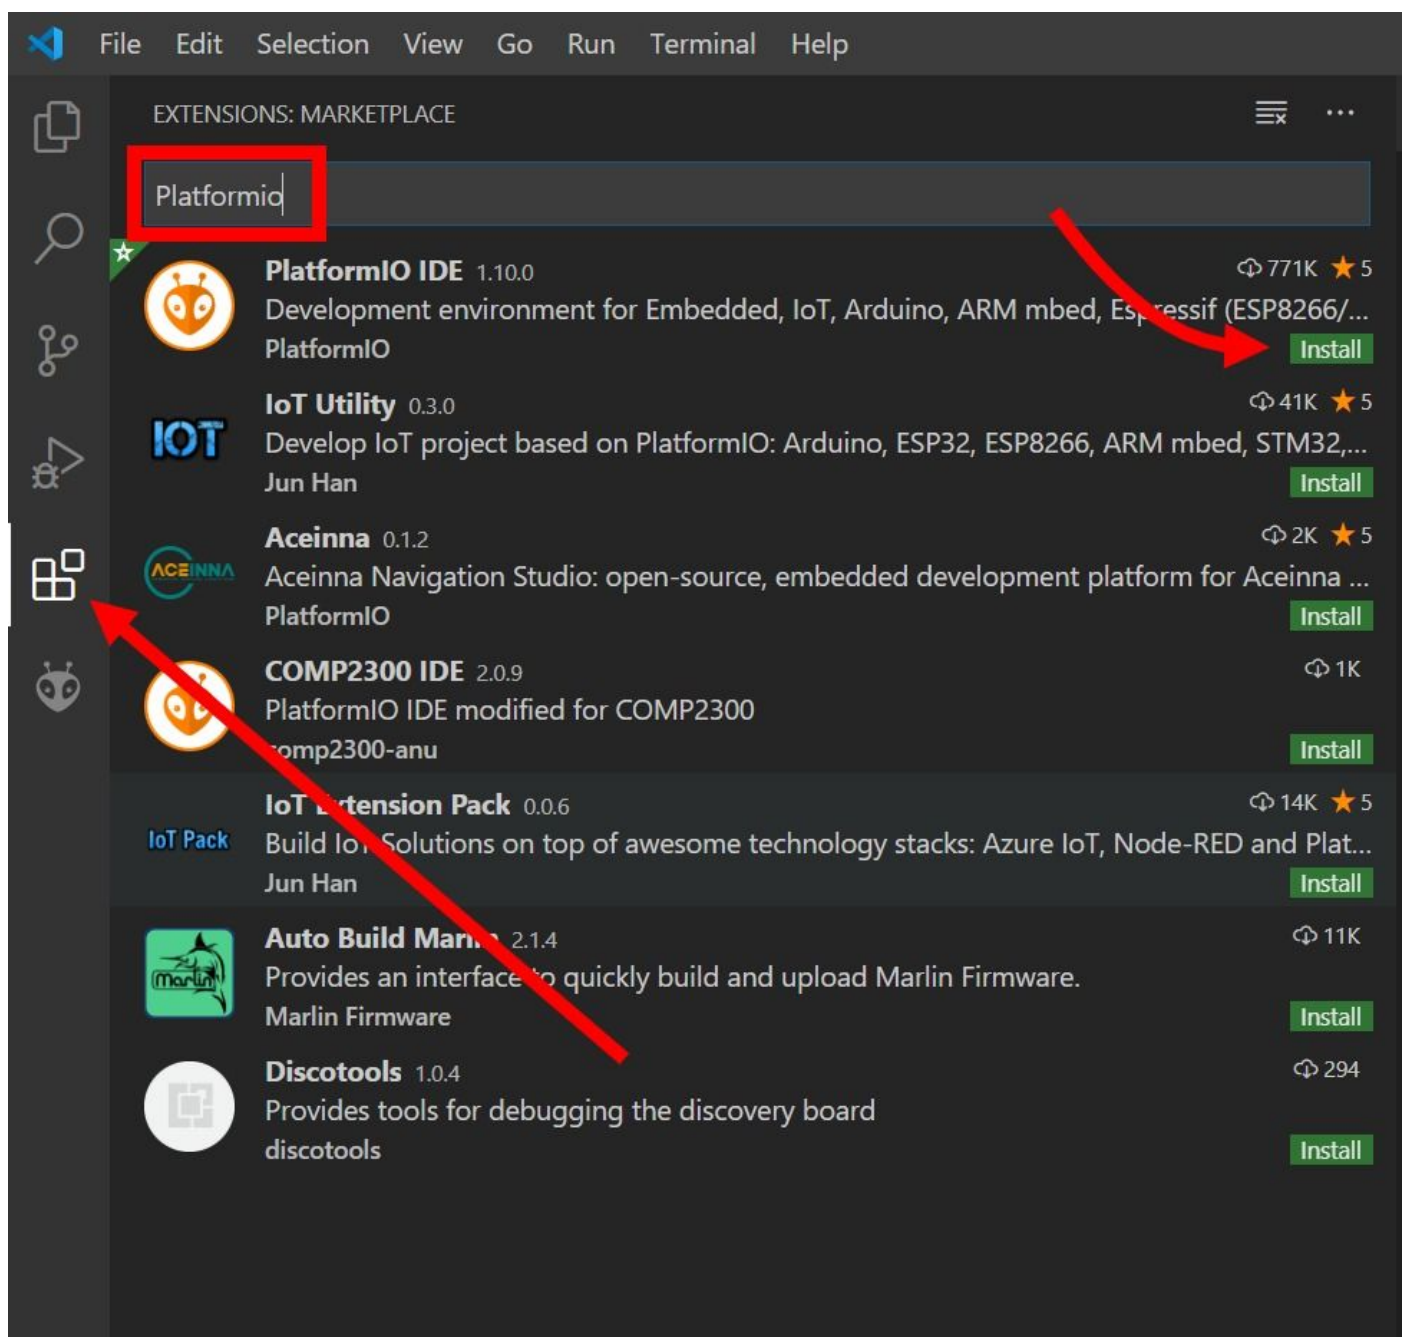 File Edit Selection View Go Run Terminal Help
EXTENSIONS: MARKETPLACE
Platformio
PlatformIO IDE 1.10.0 771K 5
Development environment for Embedded, IoT, Arduino, ARM mbed, Espressif (ESP8266/...
PlatformIO Install
IOT
IoT Utility 0.3.0 41K 5
Develop IoT project based on PlatformIO: Arduino, ESP32, ESP8266, ARM mbed, STM32,...
Jun Han Install
ACEINNA
Aceinna 0.1.2 2K 5
Aceinna Navigation Studio: open-source, embedded development platform for Aceinna ...
PlatformIO Install
COMP2300 IDE 2.0.9 1K
PlatformIO IDE modified for COMP2300
comp2300-anu Install
IoT Pack
IoT Extension Pack 0.0.6 14K 5
Build IoT Solutions on top of awesome technology stacks: Azure IoT, Node-RED and Plat...
Jun Han Install
Marlin
Auto Build Marlin 2.1.4 11K
Provides an interface to quickly build and upload Marlin Firmware.
Marlin Firmware Install
Discotools 1.0.4 294
Provides tools for debugging the discovery board
discotools Install